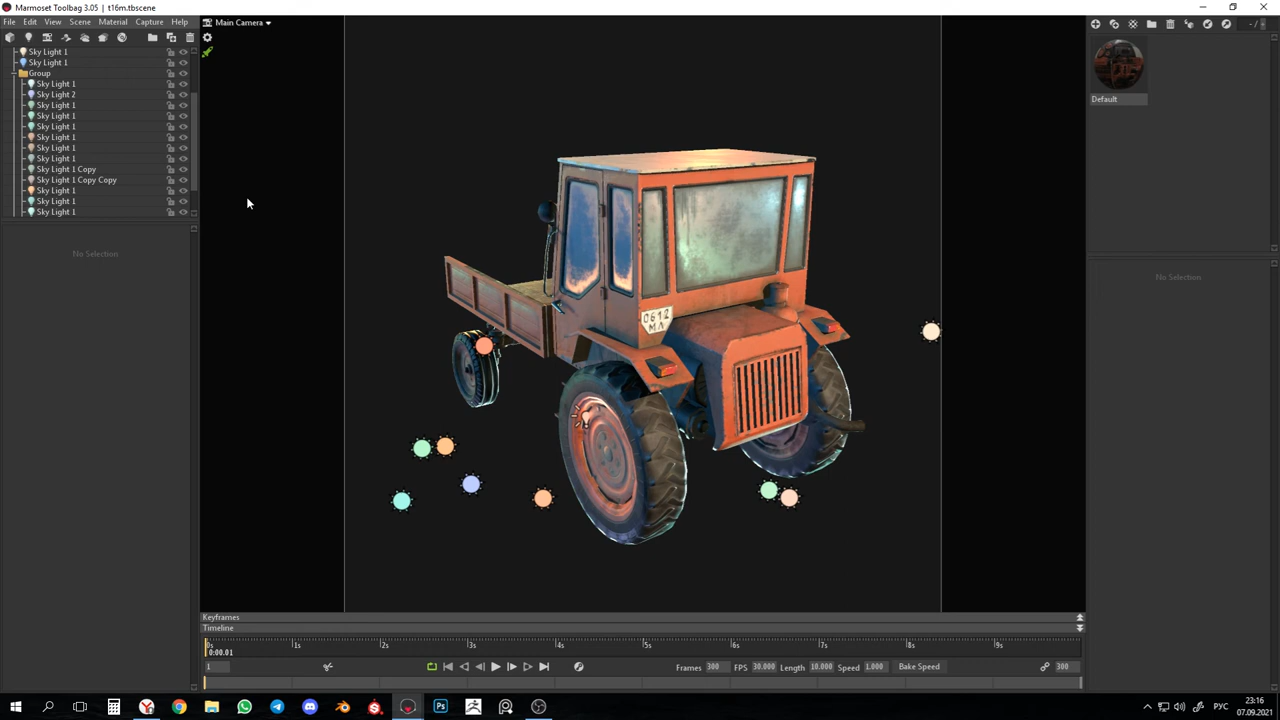 Marmoset Toolbag 3.05 | t16m.tbscene
File Edit View Scene Material Capture Help
Main Camera
- /
Sky Light 1
Sky Light 1
Group
Sky Light 1
Sky Light 2
Sky Light 1
Sky Light 1
Sky Light 1
Sky Light 1
Sky Light 1
Sky Light 1
Sky Light 1 Copy
Sky Light 1 Copy Copy
Sky Light 1
Sky Light 1
Sky Light 1
No Selection
Default
No Selection
0612
МЛ
Keyframes
Timeline
0s 1s 2s 3s 4s 5s 6s 7s 8s 9s
0:00.01
1 Frames 300 FPS 30.000 Length 10.000 Speed 1.000 Bake Speed 300
Ps
РУС
23:16
07.09.2021